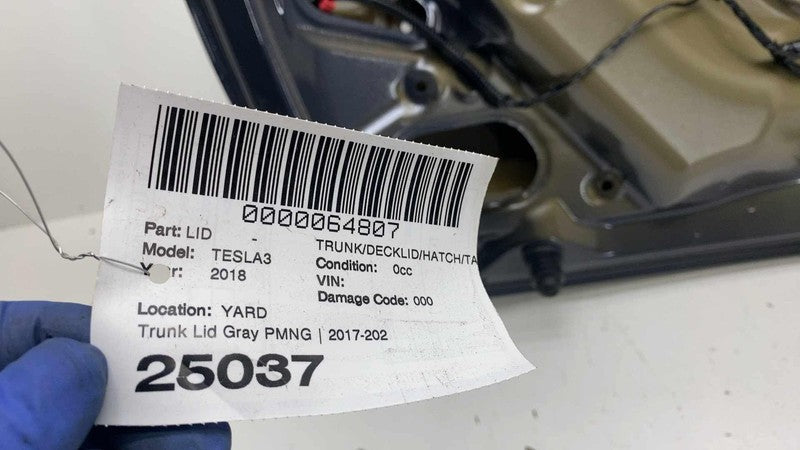 0000064807
Part: LID
TRUNK/DECKLID/HATCH/TA
Model: TESLA3
Condition: 0cc
2018
VIN:
Damage Code: 000
Location: YARD
Trunk Lid Gray PMNG | 2017-202
25037